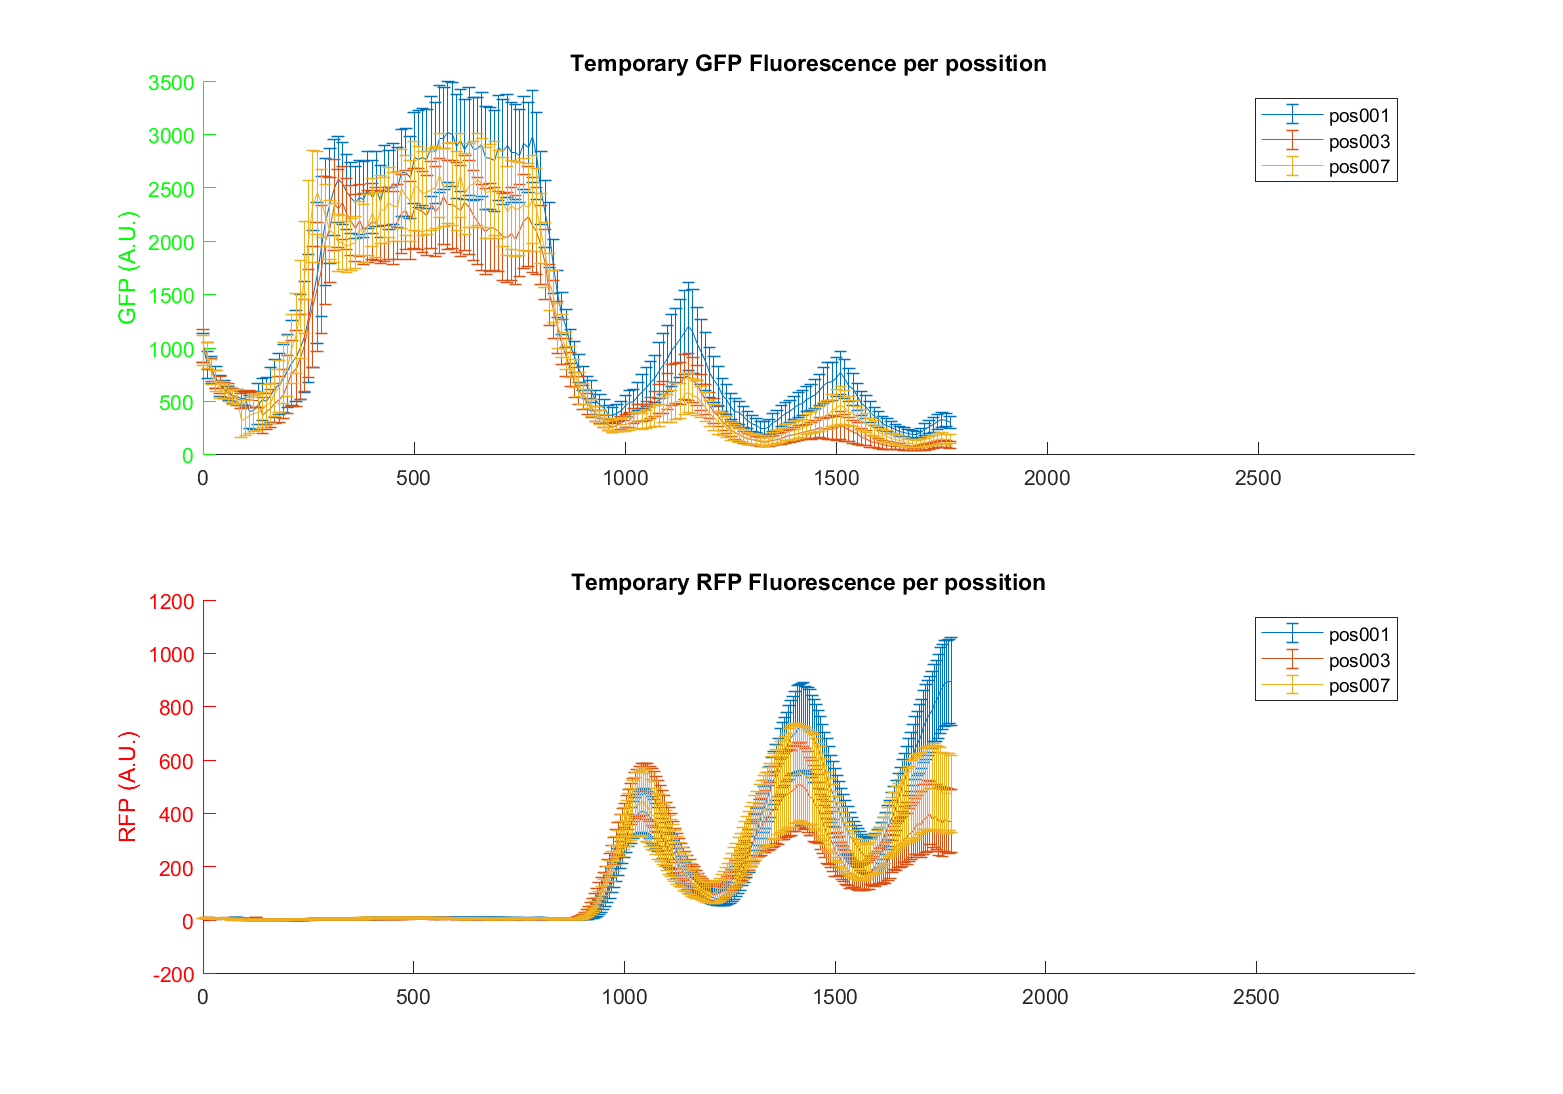 Temporary GFP Fluorescence per possition
3500
3000
2500
2000
1500
1000
500
0
GFP (A.U.)
pos001
pos003
pos007
0 500 1000 1500 2000 2500
Temporary RFP Fluorescence per possition
1200
1000
800
600
400
200
0
-200
RFP (A.U.)
pos001
pos003
pos007
0 500 1000 1500 2000 2500